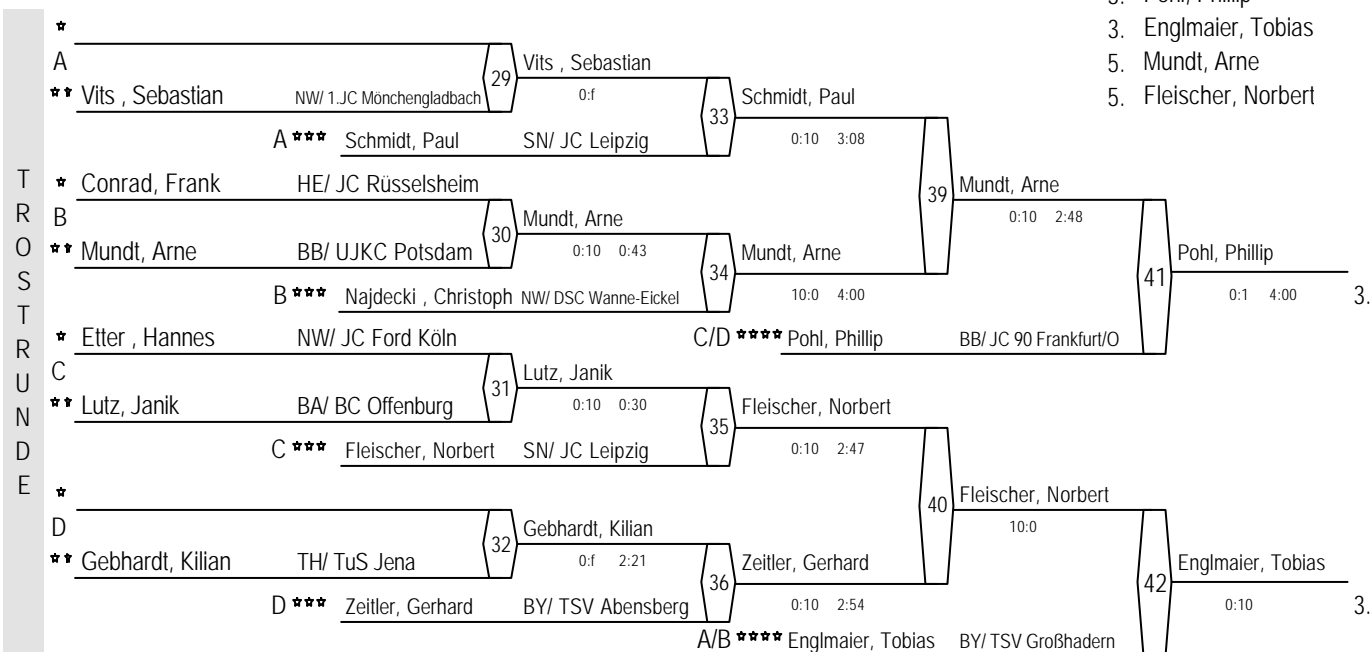 3. Pohl, Phillip
3. Englmaier, Tobias
5. Mundt, Arne
5. Fleischer, Norbert
TROSTRUNDE
A
Vits , Sebastian NW/ 1.JC Mönchengladbach
29
Vits , Sebastian
0:f
A Schmidt, Paul SN/ JC Leipzig
33
Schmidt, Paul
0:10 3:08
Conrad, Frank HE/ JC Rüsselsheim
B
Mundt, Arne BB/ UJKC Potsdam
30
Mundt, Arne
0:10 0:43
B Najdecki , Christoph NW/ DSC Wanne-Eickel
34
Mundt, Arne
10:0 4:00
39
Mundt, Arne
0:10 2:48
C/D Pohl, Phillip BB/ JC 90 Frankfurt/O
41
Pohl, Phillip
0:1 4:00 3.
Etter , Hannes NW/ JC Ford Köln
C
Lutz, Janik BA/ BC Offenburg
31
Lutz, Janik
0:10 0:30
C Fleischer, Norbert SN/ JC Leipzig
35
Fleischer, Norbert
0:10 2:47
D
Gebhardt, Kilian TH/ TuS Jena
32
Gebhardt, Kilian
0:f 2:21
D Zeitler, Gerhard BY/ TSV Abensberg
36
Zeitler, Gerhard
0:10 2:54
40
Fleischer, Norbert
10:0
A/B Englmaier, Tobias BY/ TSV Großhadern
42
Englmaier, Tobias
0:10 3.